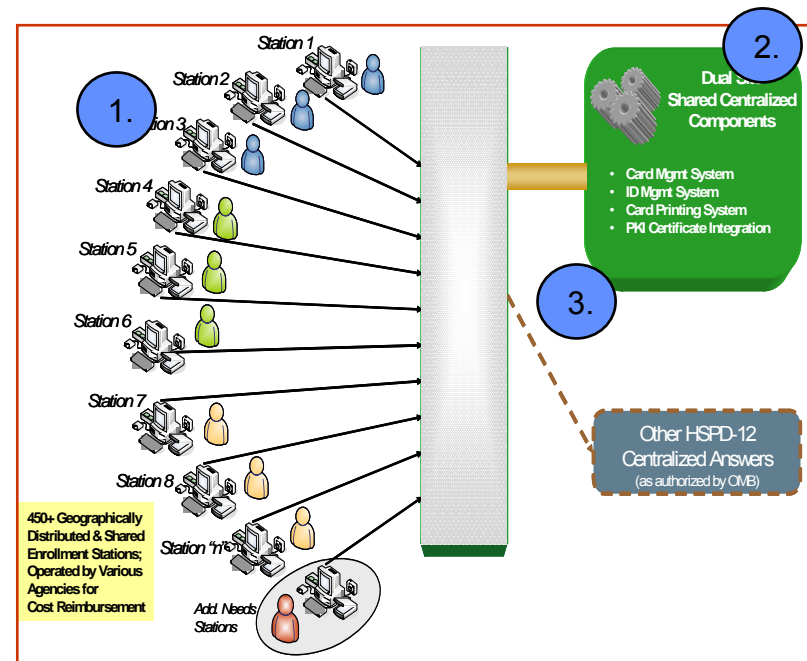 Station 1
2.
Station 2
Dual
Shared Centralized
Components
1.
tion 3
• Card Mgmt System
• ID Mgmt System
• Card Printing System
• PKI Certificate Integration
Station 4
Station 5
3.
Station 6
Station 7
Other HSPD-12
Centralized Answers
(as authorized by OMB)
Station 8
450+ Geographically
Distributed & Shared
Enrollment Stations;
Operated by Various
Agencies for
Cost Reimbursement
Station "n"
Add. Needs
Stations